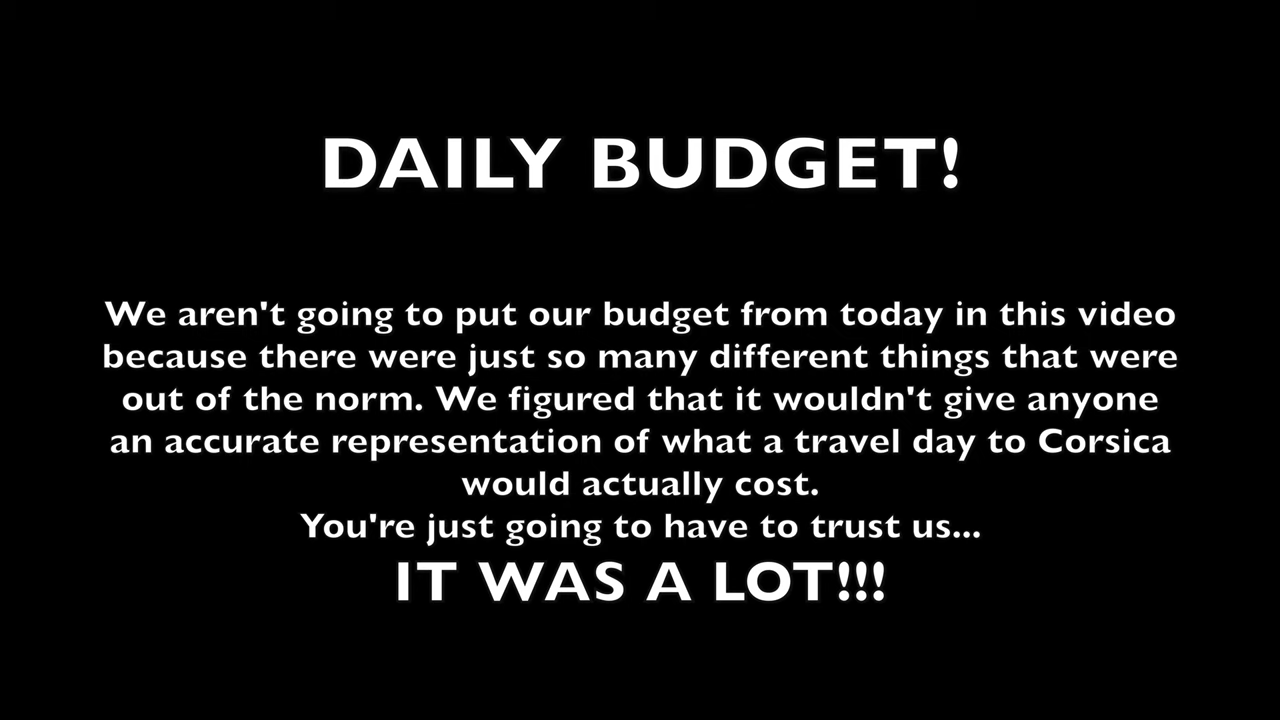 DAILY BUDGET!
We aren't going to put our budget from today in this video
because there were just so many different things that were
out of the norm. We figured that it wouldn't give anyone
an accurate representation of what a travel day to Corsica
would actually cost.
You're just going to have to trust us...
IT WAS A LOT!!!